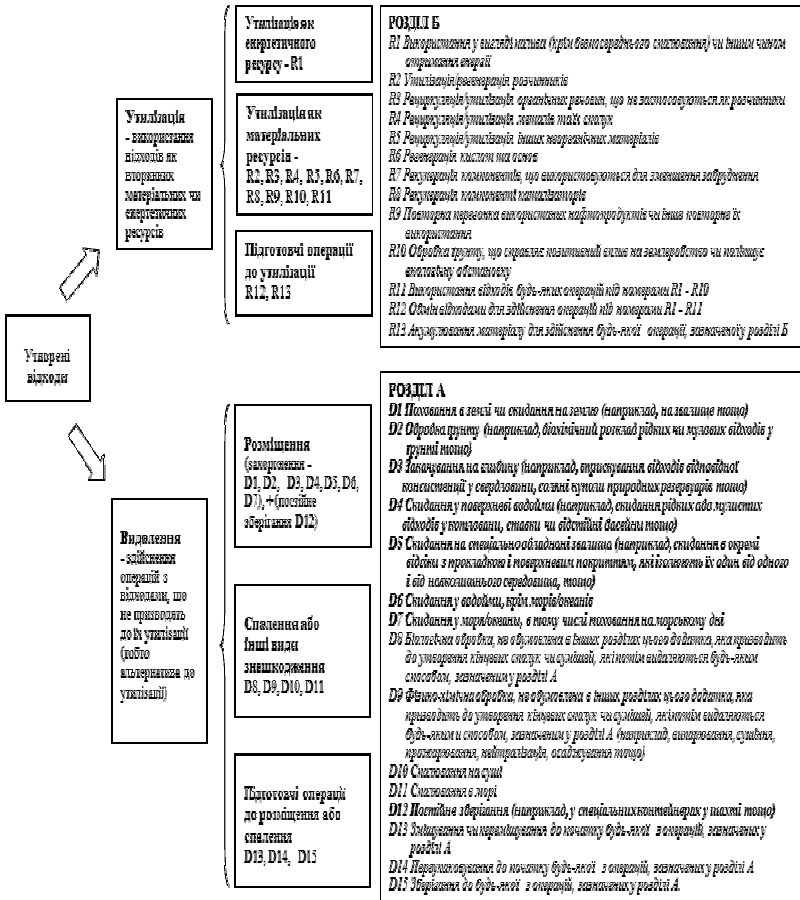 Утворені
відходи
Утилізація
- використання
відходів як
вторинних
матеріальних чи
енергетичних
ресурсів
Утилізація як
енергетичного
ресурсу - R1
Утилізація як
матеріальних
ресурсів -
R2, R3, R4, R5, R6, R7,
R8, R9, R10, R11
Підготовчі операції
до утилізації
R12, R13
РОЗДІЛ Б
R1 Використання у вигляді палива (крім безпосереднього спалювання) чи іншим чином
отримання енергії
R2 Утилізація/регенерація розчинників
R3 Рециркуляція/утилізація органічних речовин, що не застосовуються як розчинники
R4 Рециркуляція/утилізація металів та їх сполук
R5 Рециркуляція/утилізація інших неорганічних матеріалів
R6 Регенерація кислот та основ
R7 Рекуперація компонентів, що використовуються для зменшення забруднення
R8 Рекуперація компонентів каталізаторів
R9 Повторна перегонка використаних нафтопродуктів чи інше повторне їх
використання
R10 Обробка ґрунту, що справляє позитивний вплив на землеробство чи поліпшує
екологічну обстановку
R11 Використання відходів будь-яких операцій під номерами R1 - R10
R12 Обмін відходами для здійснення операцій під номерами R1 - R11
R13 Акумулювання матеріалу для здійснення будь-якої операції, зазначеної у розділі Б
Видалення
- здійснення
операцій з
відходами, що
не призводять
до їх утилізації
(тобто
альтернатива до
утилізації)
Розміщення
(захоронення –
D1, D2, D3, D4, D5, D6,
D7), +(постійне
зберігання D12)
Спалення або
інші види
знешкодження
D8, D9, D10, D11
Підготовчі операції
до розміщення або
спалення
D13, D14, D15
РОЗДІЛ А
D1 Поховання в землі чи скидання на землю (наприклад, на звалище тощо)
D2 Обробка ґрунту (наприклад, біохімічний розклад рідких чи мулових відходів у
ґрунті тощо)
D3 Закачування на глибину (наприклад, вприскування відходів відповідної
консистенції у свердловини, соляні куполи природних резервуарів тощо)
D4 Скидання у поверхневі водойми (наприклад, скидання рідких або мулистих
відходів у котловани, ставки чи відстійні басейни тощо)
D5 Скидання на спеціально обладнані звалища (наприклад, скидання в окремі
відсіки з прокладкою і поверхневим покриттям, які ізолюють їх один від одного
і від навколишнього середовища, тощо)
D6 Скидання у водойми, крім морів/океанів
D7 Скидання у моря/океани, в тому числі поховання на морському дні
D8 Біологічна обробка, не обумовлена в інших розділах цього додатка, яка призводить
до утворення кінцевих сполук чи сумішей, які потім видаляються будь-яким
способом, зазначеним у розділі А
D9 Фізико-хімічна обробка, не обумовлена в інших розділах цього додатка, яка
призводить до утворення кінцевих сполук чи сумішей, які потім видаляються
будь-яким и способом, зазначеним у розділі А (наприклад, випарювання, сушіння,
прожарювання, нейтралізація, осаджування тощо)
D10 Спалювання на суші
D11 Спалювання в морі
D12 Постійне зберігання (наприклад, у спеціальних контейнерах у шахті тощо)
D13 Змішування чи перемішування до початку будь-якої з операцій, зазначених у
розділі А
D14 Перепаковування до початку будь-якої з операцій, зазначених у розділі А
D15 Зберігання до будь-якої з операцій, зазначених у розділі А.